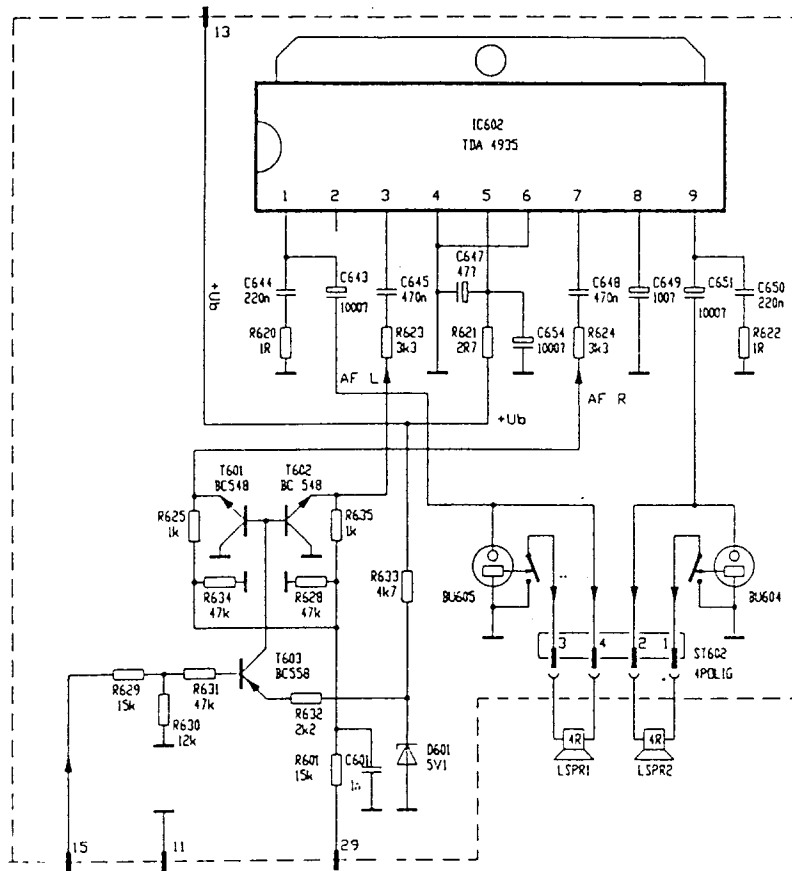 13
IC602
TDA 4935
1 2 3 4 5 6 7 8 9
+Ub
C644
220n
C643
1000?
C645
470n
C647
47?
C648
470n
C649
100?
C651
1000?
C650
220n
R620
1R
R623
3k3
R621
2R7
C654
1000?
R624
3k3
R622
1R
AF L
AF R
+Ub
T601
BC548
T602
BC 548
R625
1k
R635
1k
R634
47k
R628
47k
R633
4k7
BU605
BU604
3 4 2 1
ST602
4POLIG
T603
BC558
R629
15k
R631
47k
R630
12k
R632
2k2
R601
15k
C601
1n
D601
5V1
4R
LSPR1
4R
LSPR2
15
11
29